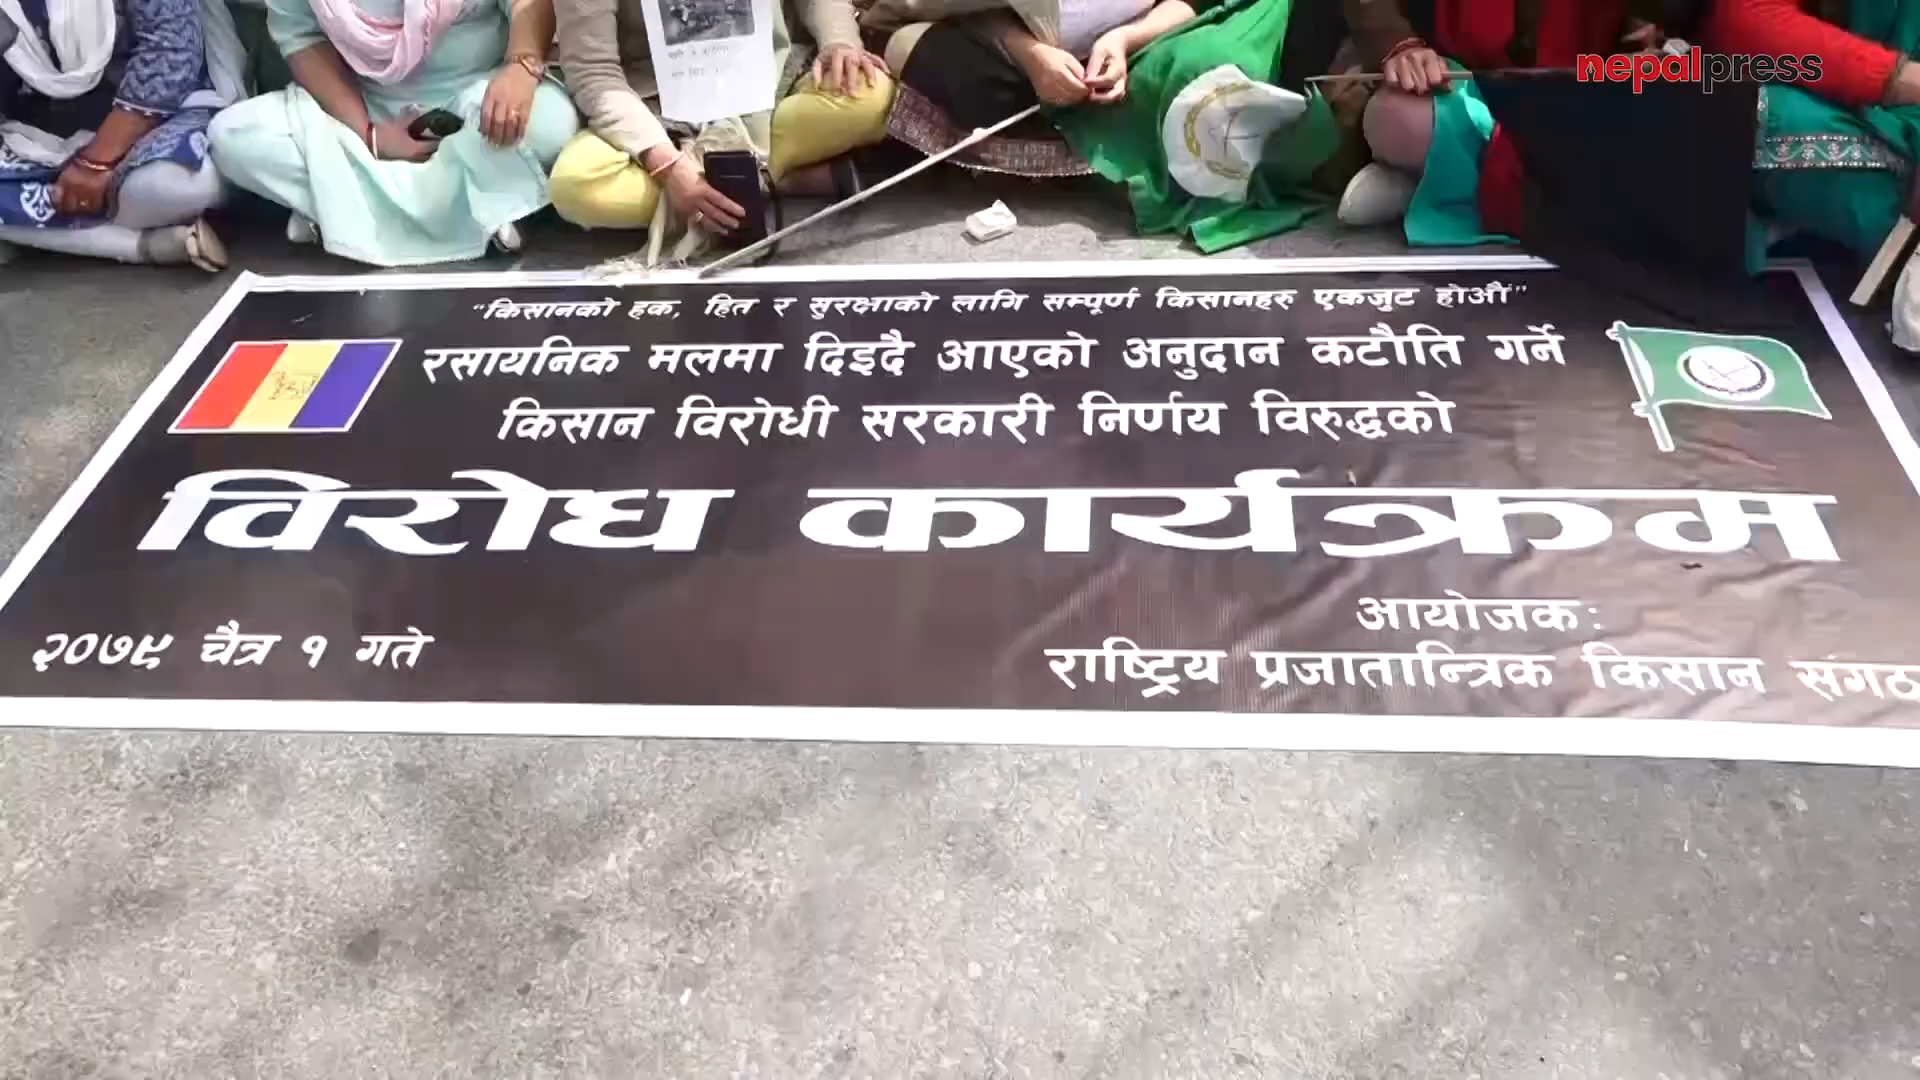 nepalpress
"किसानको हक, हित र सुरक्षाको लागि सम्पूर्ण किसानहरु एकजुट होऔं"
रसायनिक मलमा दिइदै आएको अनुदान कटौति गर्ने
किसान विरोधी सरकारी निर्णय विरुद्धको
विरोध कार्यक्रम
२०७९ चैत्र १ गते
आयोजक:
राष्ट्रिय प्रजातान्त्रिक किसान संगठ